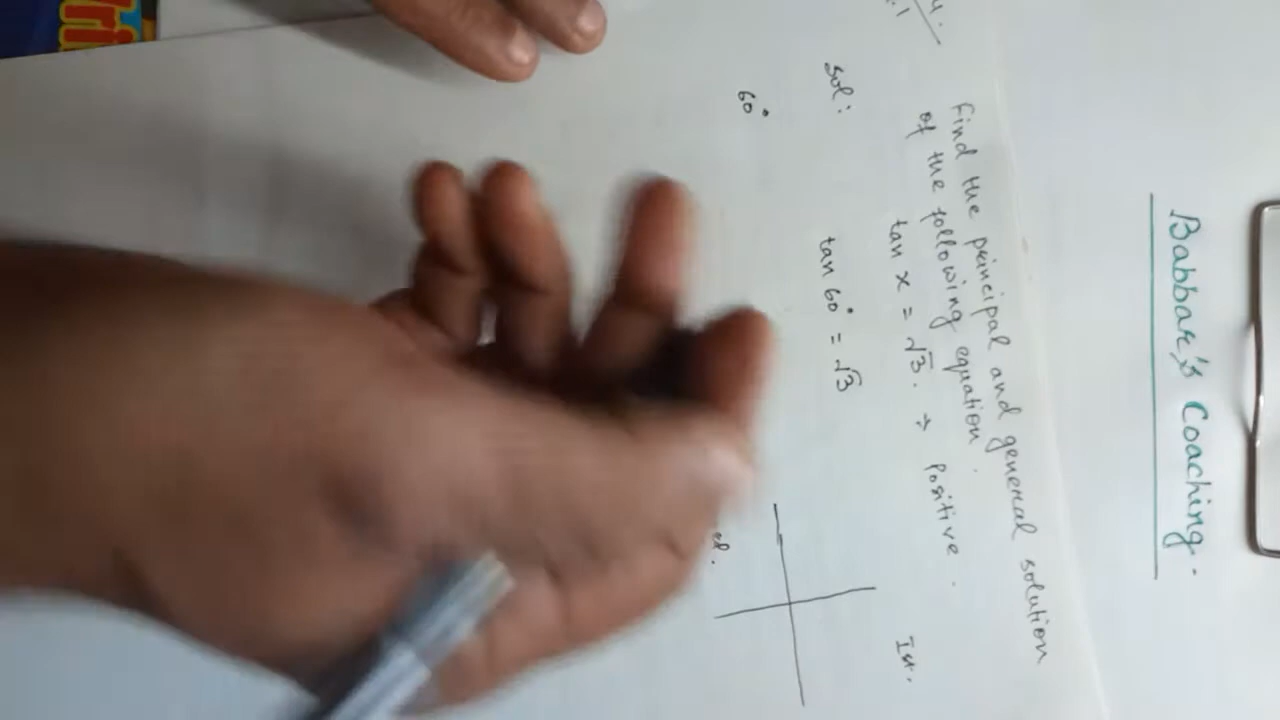 Babbar's Coaching.
Find the principal and general solution
of the following equation.
tan x = √3. → Positive.
Sol: tan 60° = √3
Ist.
60°